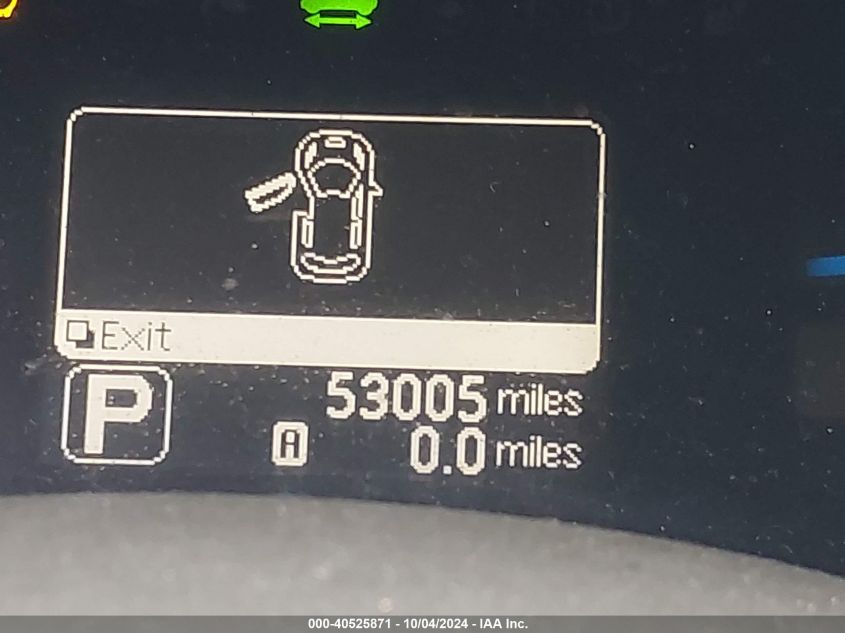 Exit
P 53005 miles
A 0.0 miles
000-40525871 - 10/04/2024 - IAA Inc.